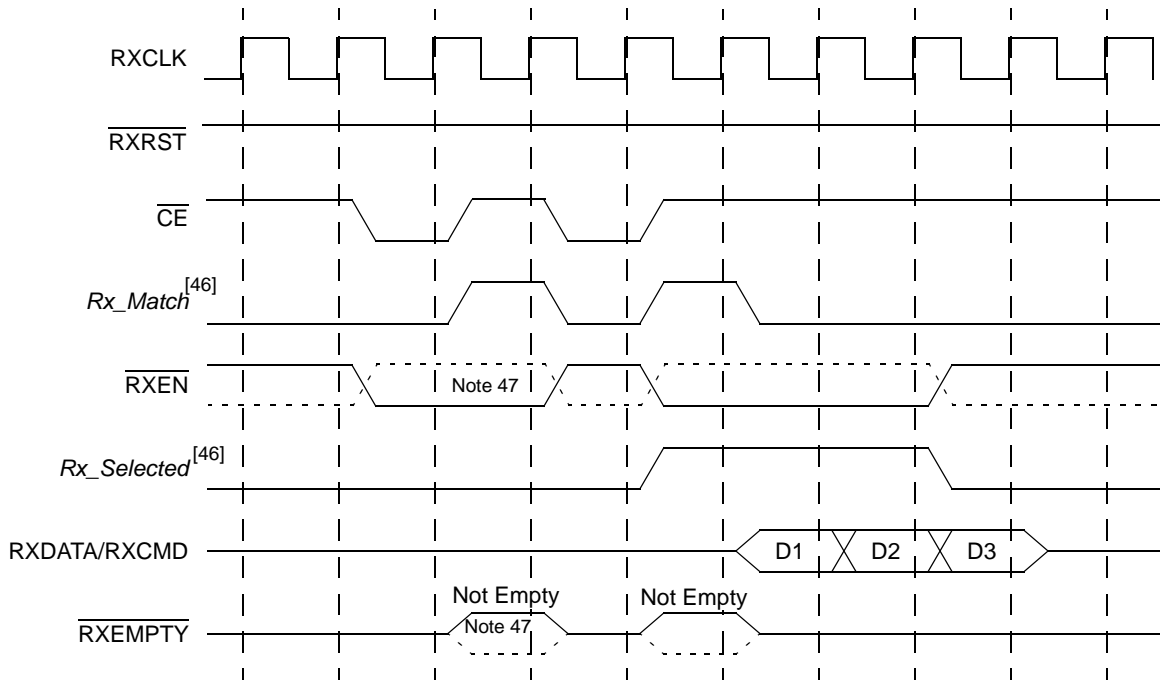 RXCLK
RXRST
CE
Rx_Match[46]
RXEN
Note 47
Rx_Selected[46]
RXDATA/RXCMD
D1 D2 D3
Not Empty Not Empty
Note 47
RXEMPTY